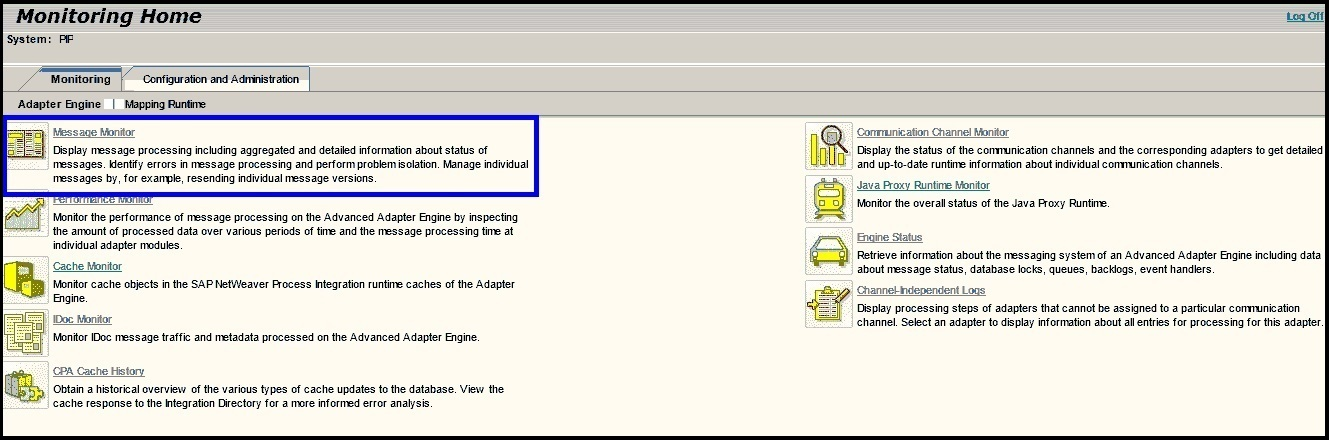 Monitoring Home
Log Off
System: PIP
Monitoring
Configuration and Administration
Adapter Engine | Mapping Runtime
Message Monitor
Display message processing including aggregated and detailed information about status of
messages. Identify errors in message processing and perform problem isolation. Manage individual
messages by, for example, resending individual message versions.
Performance Monitor
Monitor the performance of message processing on the Advanced Adapter Engine by inspecting
the amount of processed data over various periods of time and the message processing time at
individual adapter modules.
Cache Monitor
Monitor cache objects in the SAP NetWeaver Process Integration runtime caches of the Adapter
Engine.
IDoc Monitor
Monitor IDoc message traffic and metadata processed on the Advanced Adapter Engine.
CPA Cache History
Obtain a historical overview of the various types of cache updates to the database. View the
cache response to the Integration Directory for a more informed error analysis.
Communication Channel Monitor
Display the status of the communication channels and the corresponding adapters to get detailed
and up-to-date runtime information about individual communication channels.
Java Proxy Runtime Monitor
Monitor the overall status of the Java Proxy Runtime.
Engine Status
Retrieve information about the messaging system of an Advanced Adapter Engine including data
about message status, database locks, queues, backlogs, event handlers.
Channel-Independent Logs
Display processing steps of adapters that cannot be assigned to a particular communication
channel. Select an adapter to display information about all entries for processing for this adapter.